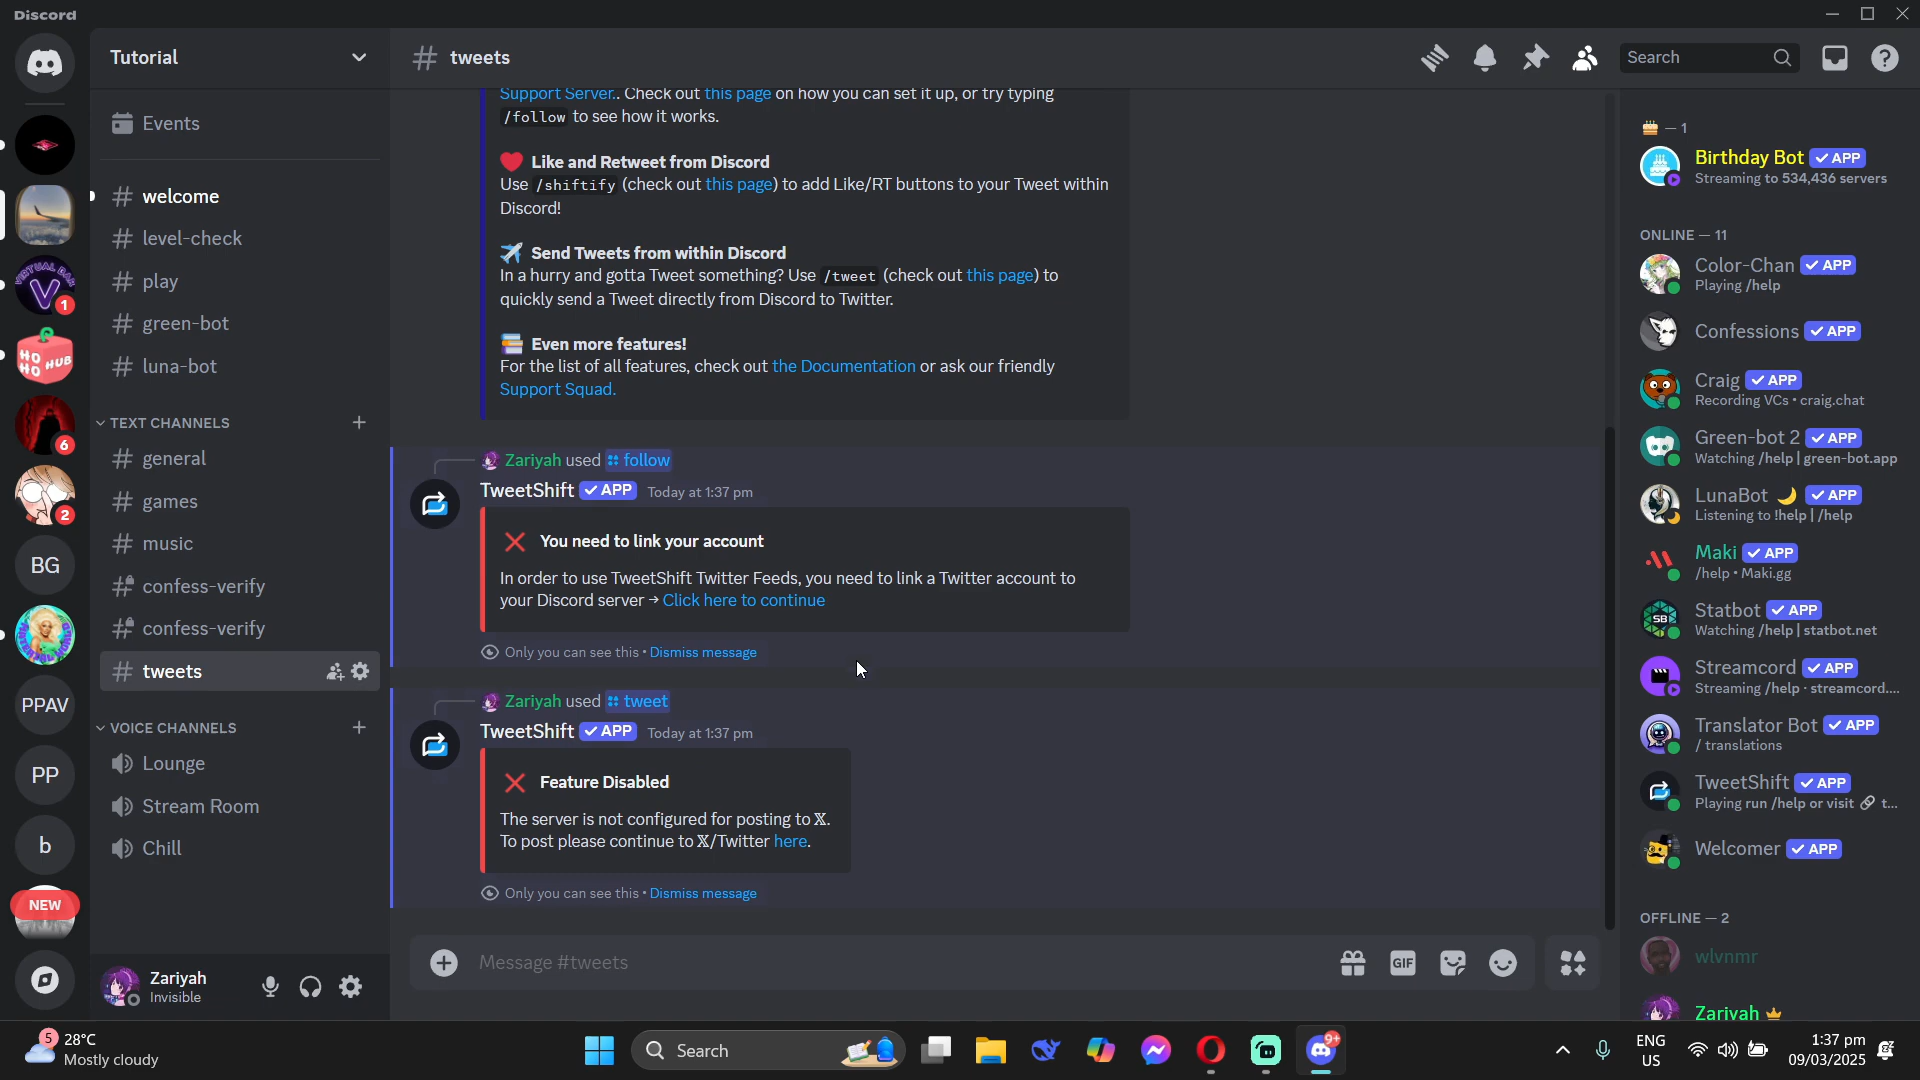 Discord
Tutorial
Events
welcome
level-check
play
green-bot
luna-bot
TEXT CHANNELS
general
games
music
confess-verify
confess-verify
tweets
VOICE CHANNELS
Lounge
Stream Room
Chill
Zariyah
Invisible
VIRTUAL
V
1
HO HO HUB
6
2
BG
PPAV
PP
b
NEW
tweets
Search
Support Server.. Check out this page on how you can set it up, or try typing
/follow to see how it works.
Like and Retweet from Discord
Use /shiftify (check out this page) to add Like/RT buttons to your Tweet within
Discord!
Send Tweets from within Discord
In a hurry and gotta Tweet something? Use /tweet (check out this page) to
quickly send a Tweet directly from Discord to Twitter.
Even more features!
For the list of all features, check out the Documentation or ask our friendly
Support Squad.
Zariyah used follow
TweetShift ✓ APP Today at 1:37 pm
You need to link your account
In order to use TweetShift Twitter Feeds, you need to link a Twitter account to
your Discord server → Click here to continue
Only you can see this • Dismiss message
Zariyah used tweet
TweetShift ✓ APP Today at 1:37 pm
Feature Disabled
The server is not configured for posting to 𝕏.
To post please continue to 𝕏/Twitter here.
Only you can see this • Dismiss message
Message #tweets
GIF
— 1
Birthday Bot ✓ APP
Streaming to 534,436 servers
ONLINE — 11
Color-Chan ✓ APP
Playing /help
Confessions ✓ APP
Craig ✓ APP
Recording VCs • craig.chat
Green-bot 2 ✓ APP
Watching /help | green-bot.app
LunaBot ✓ APP
Listening to !help | /help
Maki ✓ APP
/help • Maki.gg
Statbot ✓ APP
Watching /help | statbot.net
SB
Streamcord ✓ APP
Streaming /help · streamcord....
Translator Bot ✓ APP
/ translations
TweetShift ✓ APP
Playing run /help or visit t...
Welcomer ✓ APP
OFFLINE — 2
wlvnmr
Zariyah
5
28°C
Mostly cloudy
Search
9+
ENG
US
1:37 pm
09/03/2025